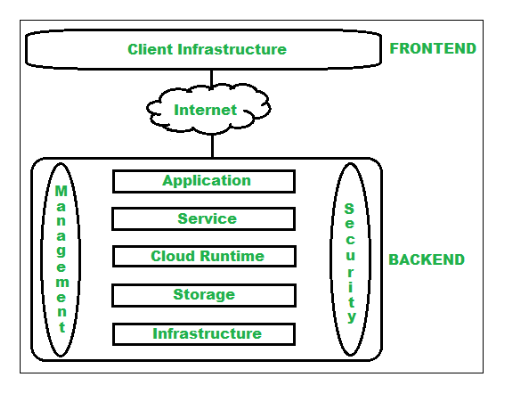 Client Infrastructure
FRONTEND
Internet
Management
Application
Service
Cloud Runtime
Storage
Infrastructure
Security
BACKEND